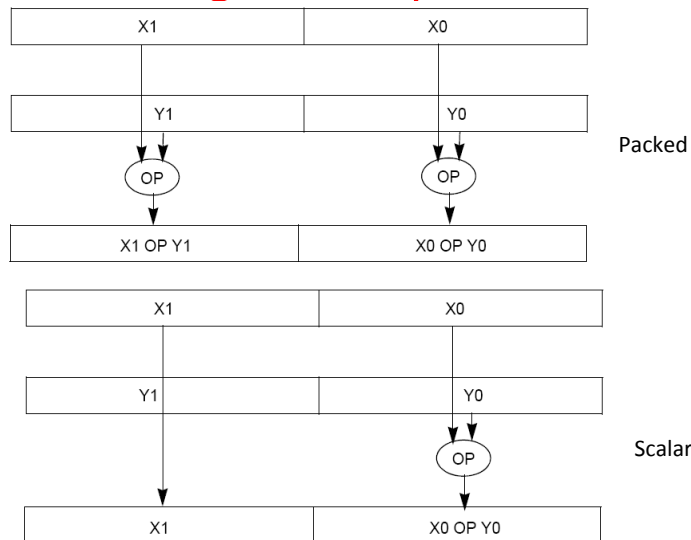 X1 X0
Y1 Y0
Packed
OP OP
X1 OP Y1 X0 OP Y0
X1 X0
Y1 Y0
Scalar
OP
X1 X0 OP Y0